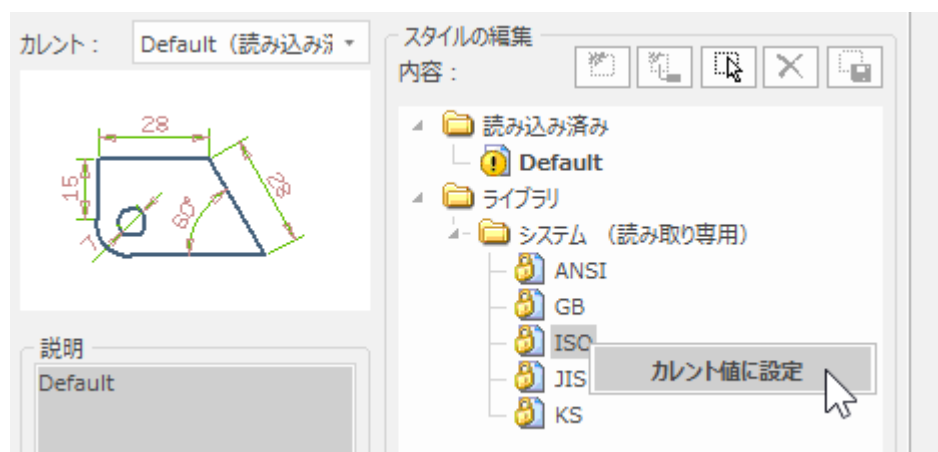 カレント：
Default（読み込み済
28
15
7
80°
スタイルの編集
内容：
読み込み済み
Default
ライブラリ
システム （読み取り専用）
ANSI
GB
ISO
カレント値に設定
JIS
KS
説明
Default